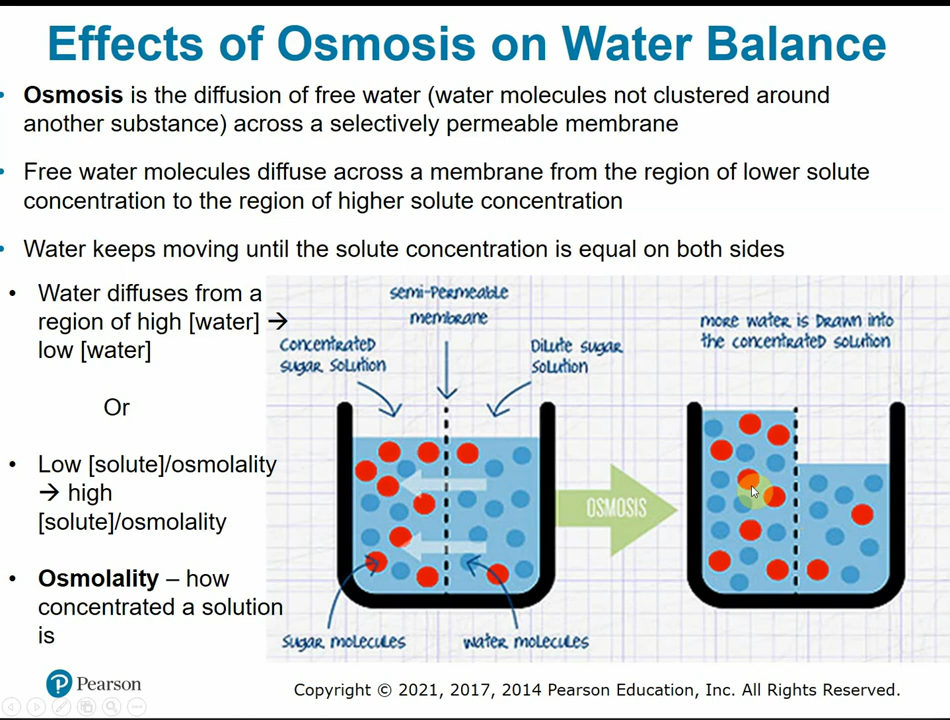 Effects of Osmosis on Water Balance
• Osmosis is the diffusion of free water (water molecules not clustered around
another substance) across a selectively permeable membrane
• Free water molecules diffuse across a membrane from the region of lower solute
concentration to the region of higher solute concentration
• Water keeps moving until the solute concentration is equal on both sides
• Water diffuses from a
region of high [water] →
low [water]
Or
• Low [solute]/osmolality
→ high
[solute]/osmolality
• Osmolality – how
concentrated a solution
is
semi-permeable
membrane
concentrated
sugar solution
Dilute sugar
solution
more water is drawn into
the concentrated solution
OSMOSIS
sugar molecules
water molecules
P Pearson
Copyright © 2021, 2017, 2014 Pearson Education, Inc. All Rights Reserved.